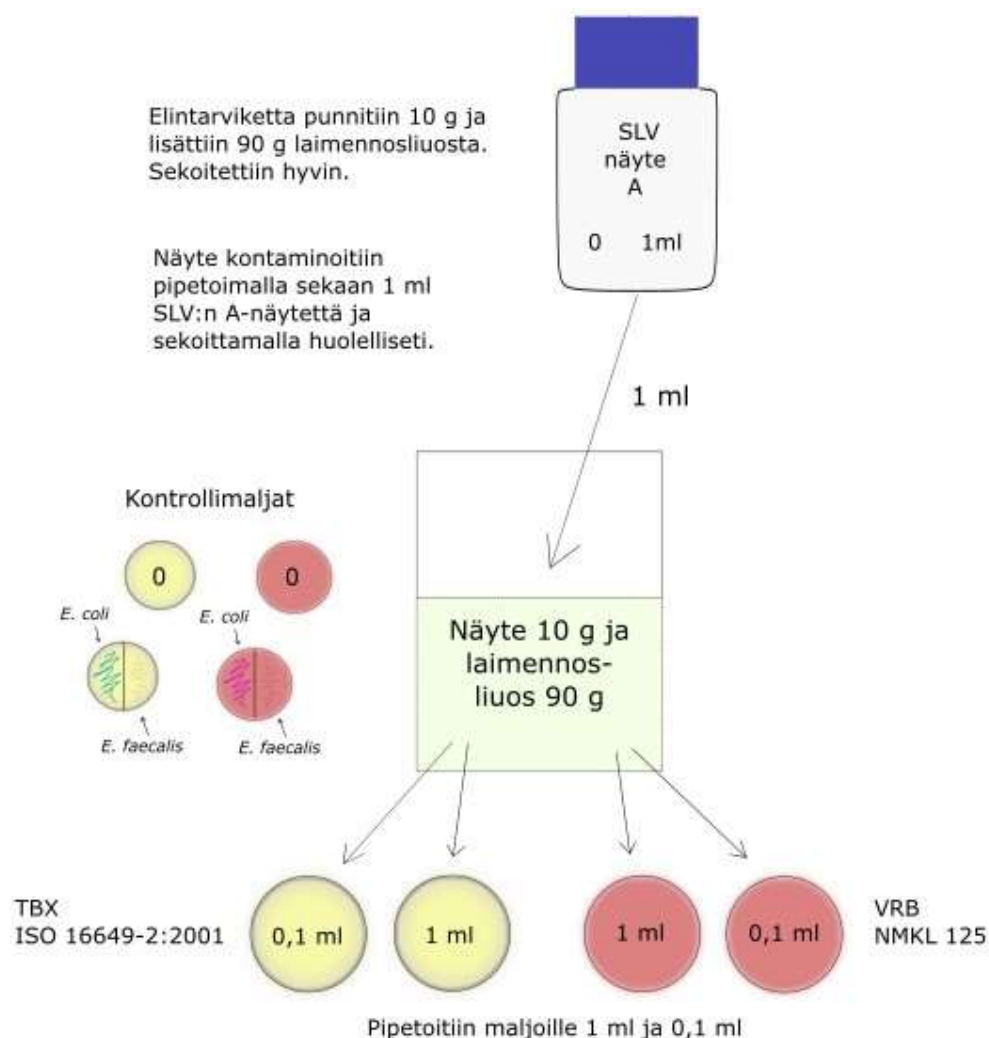 Elintarviketta punnitiin 10 g ja
lisättiin 90 g laimennosliuosta.
Sekoitettiin hyvin.
SLV
näyte
A
0 1ml
Näyte kontaminoitiin
pipetoimalla sekaan 1 ml
SLV:n A-näytettä ja
sekoittamalla huolelliseti.
1 ml
Kontrollimaljat
0
0
E. coli
E. coli
E. faecalis
E. faecalis
Näyte 10 g ja
laimennos-
liuos 90 g
TBX
ISO 16649-2:2001
0,1 ml
1 ml
1 ml
0,1 ml
VRB
NMKL 125
Pipetoitiin maljoille 1 ml ja 0,1 ml